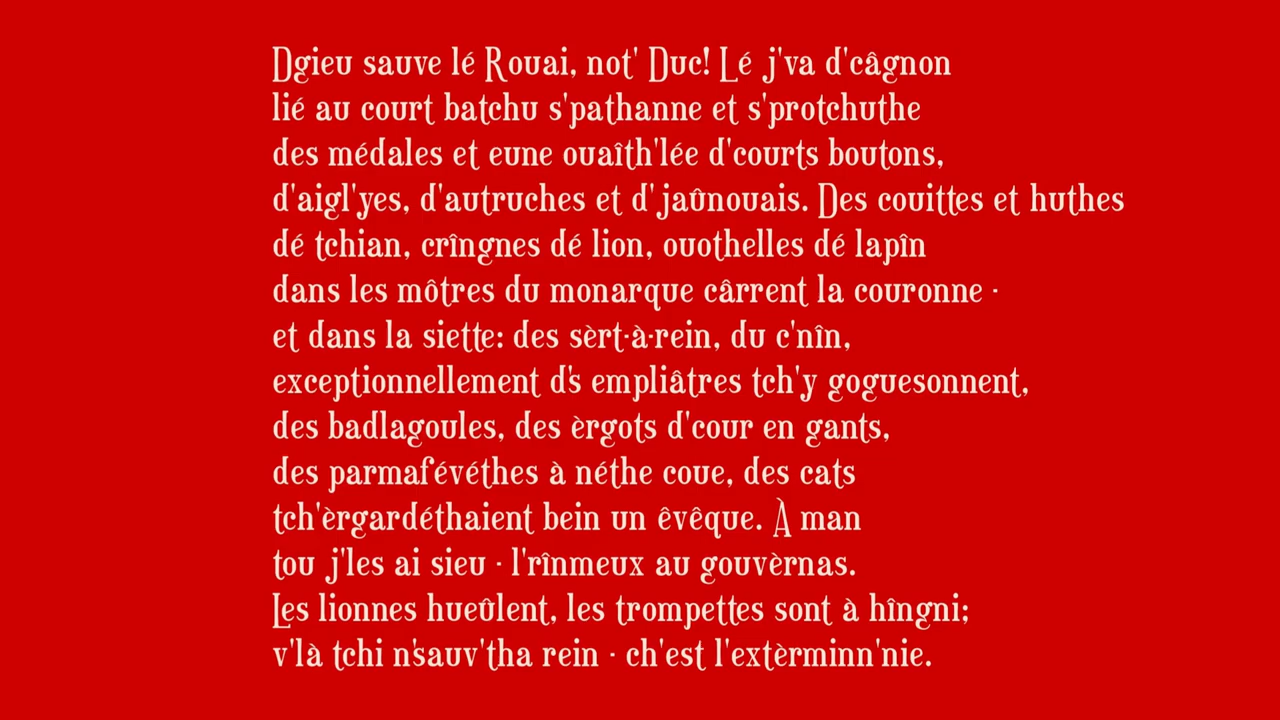 Dgieu sauve lé Rouai, not' Duc! Lé j'va d'câgnon
lié au court batchu s'pathanne et s'protchuthe
des médales et eune ouaîth'lée d'courts boutons,
d'aigl'yes, d'autruches et d'jaûnouais. Des couittes et huthes
dé tchian, crîngnes dé lion, ouothelles dé lapîn
dans les môtres du monarque cârrent la couronne -
et dans la siette: des sèrt-à-rein, du c'nîn,
exceptionnellement d's empliâtres tch'y goguesonnent,
des badlagoules, des èrgots d'cour en gants,
des parmafévéthes à néthe coue, des cats
tch'èrgardéthaient bein un êvêque. À man
tou j'les ai sieu - l'rînmeux au gouvèrnas.
Les lionnes hueûlent, les trompettes sont à hîngni;
v'là tchi n'sauv'tha rein - ch'est l'extèrminn'nie.